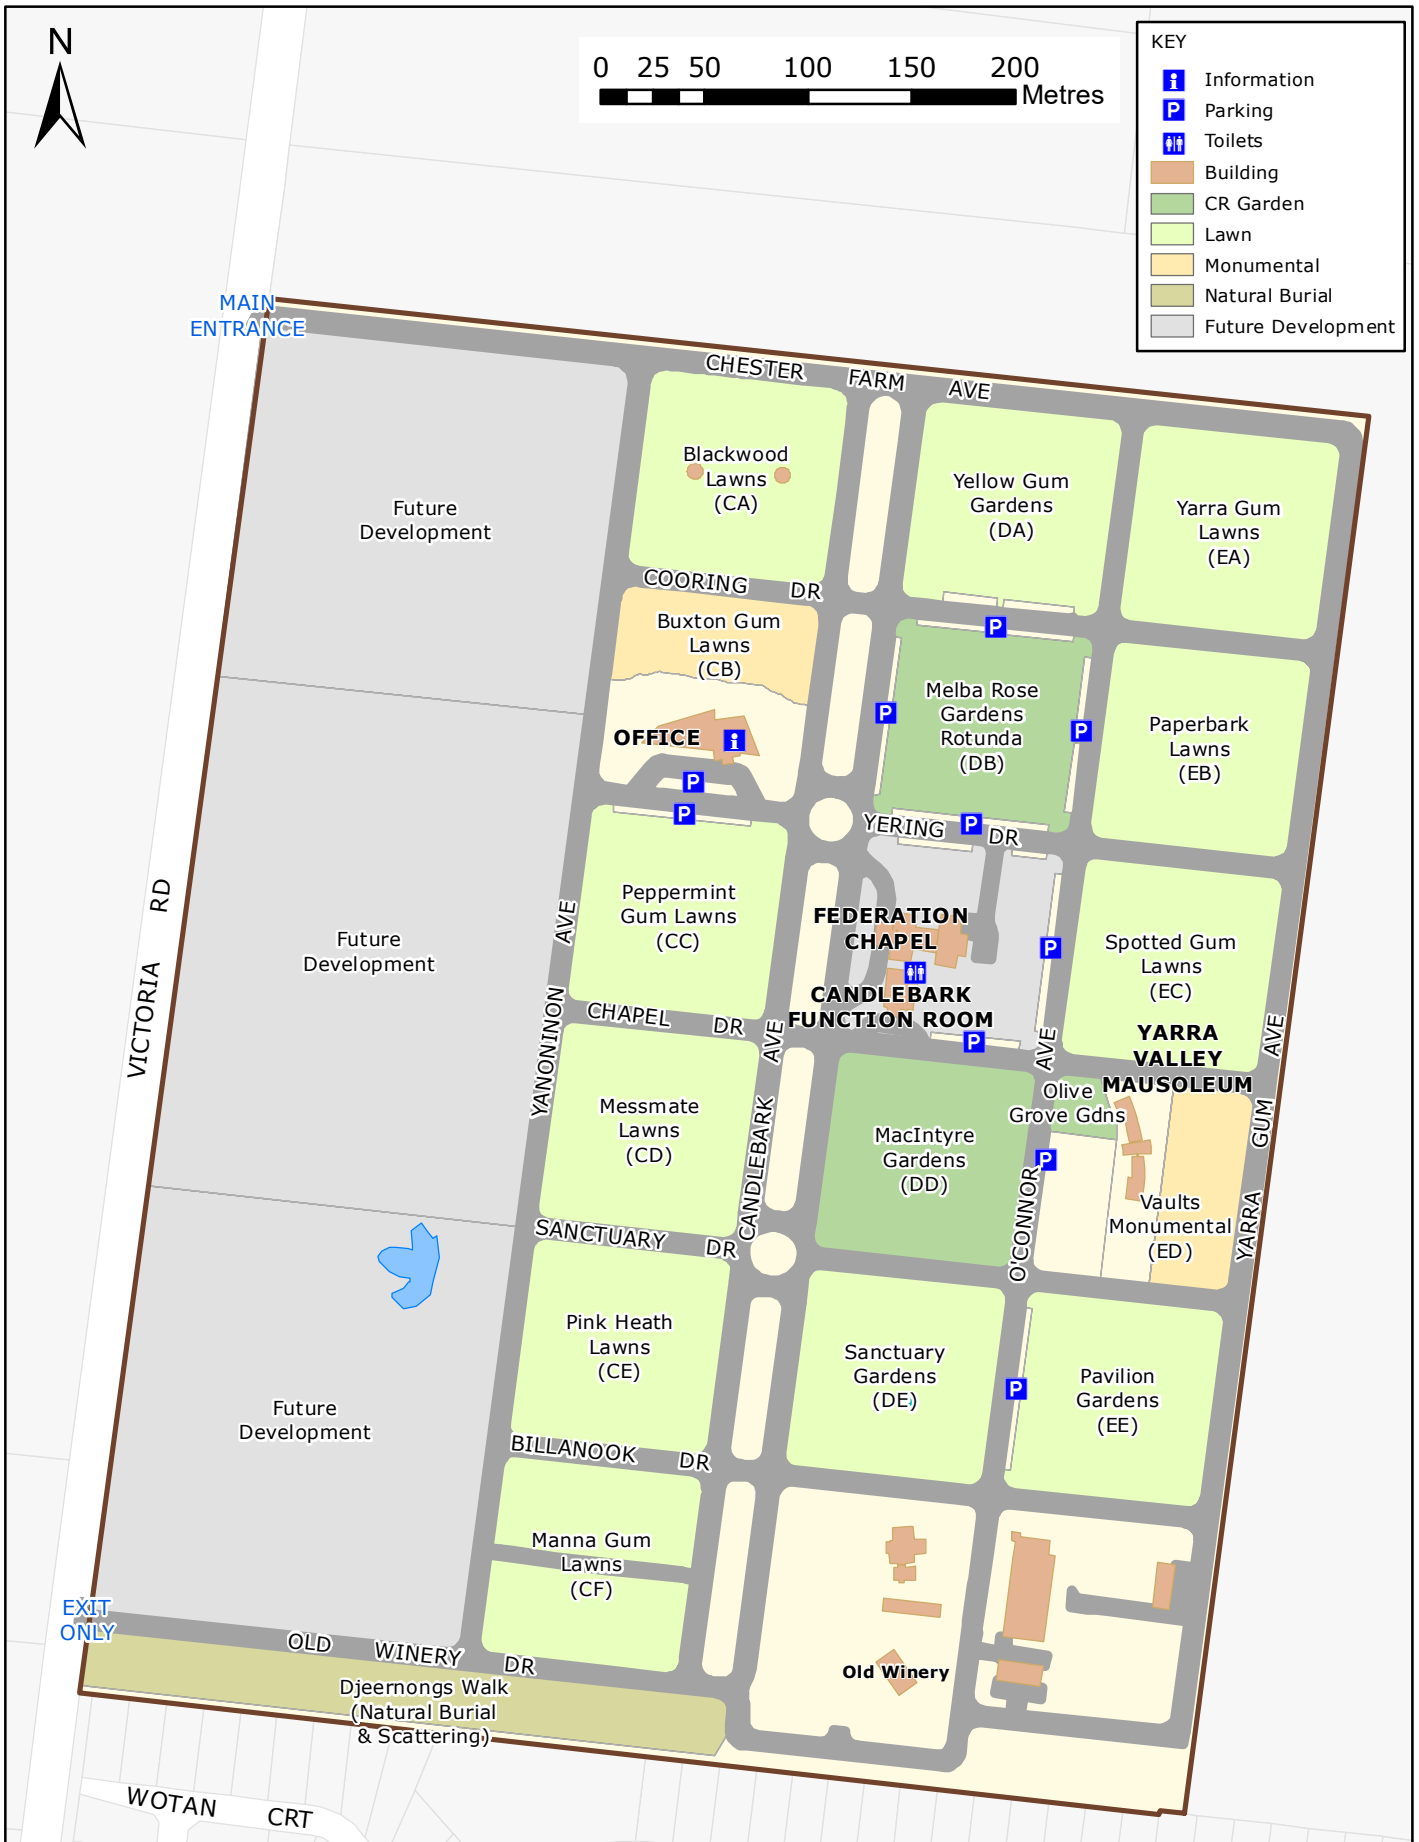 N
0 25 50 100 150 200
Metres
KEY
Information
P Parking
Toilets
Building
CR Garden
Lawn
Monumental
Natural Burial
Future Development
MAIN
ENTRANCE
CHESTER FARM AVE
Blackwood
Lawns
(CA)
Yellow Gum
Gardens
(DA)
Yarra Gum
Lawns
(EA)
Future
Development
COORING DR
Buxton Gum
Lawns
(CB)
P
Melba Rose
Gardens
Rotunda
(DB)
P
P
Paperbark
Lawns
(EB)
OFFICE
P
P
YERING DR
P
VICTORIA RD
Future
Development
YANONINON AVE
Peppermint
Gum Lawns
(CC)
FEDERATION
CHAPEL
CANDLEBARK
FUNCTION ROOM
P
P
Spotted Gum
Lawns
(EC)
CHAPEL DR
CANDLEBARK AVE
O'CONNOR AVE
YARRA GUM AVE
YARRA
VALLEY
MAUSOLEUM
Messmate
Lawns
(CD)
MacIntyre
Gardens
(DD)
Olive
Grove Gdns
P
Vaults
Monumental
(ED)
SANCTUARY DR
Pink Heath
Lawns
(CE)
Sanctuary
Gardens
(DE)
P
Pavilion
Gardens
(EE)
Future
Development
BILLANOOK DR
Manna Gum
Lawns
(CF)
EXIT
ONLY
OLD WINERY DR
Old Winery
Djeernongs Walk
(Natural Burial
& Scattering)
WOTAN CRT